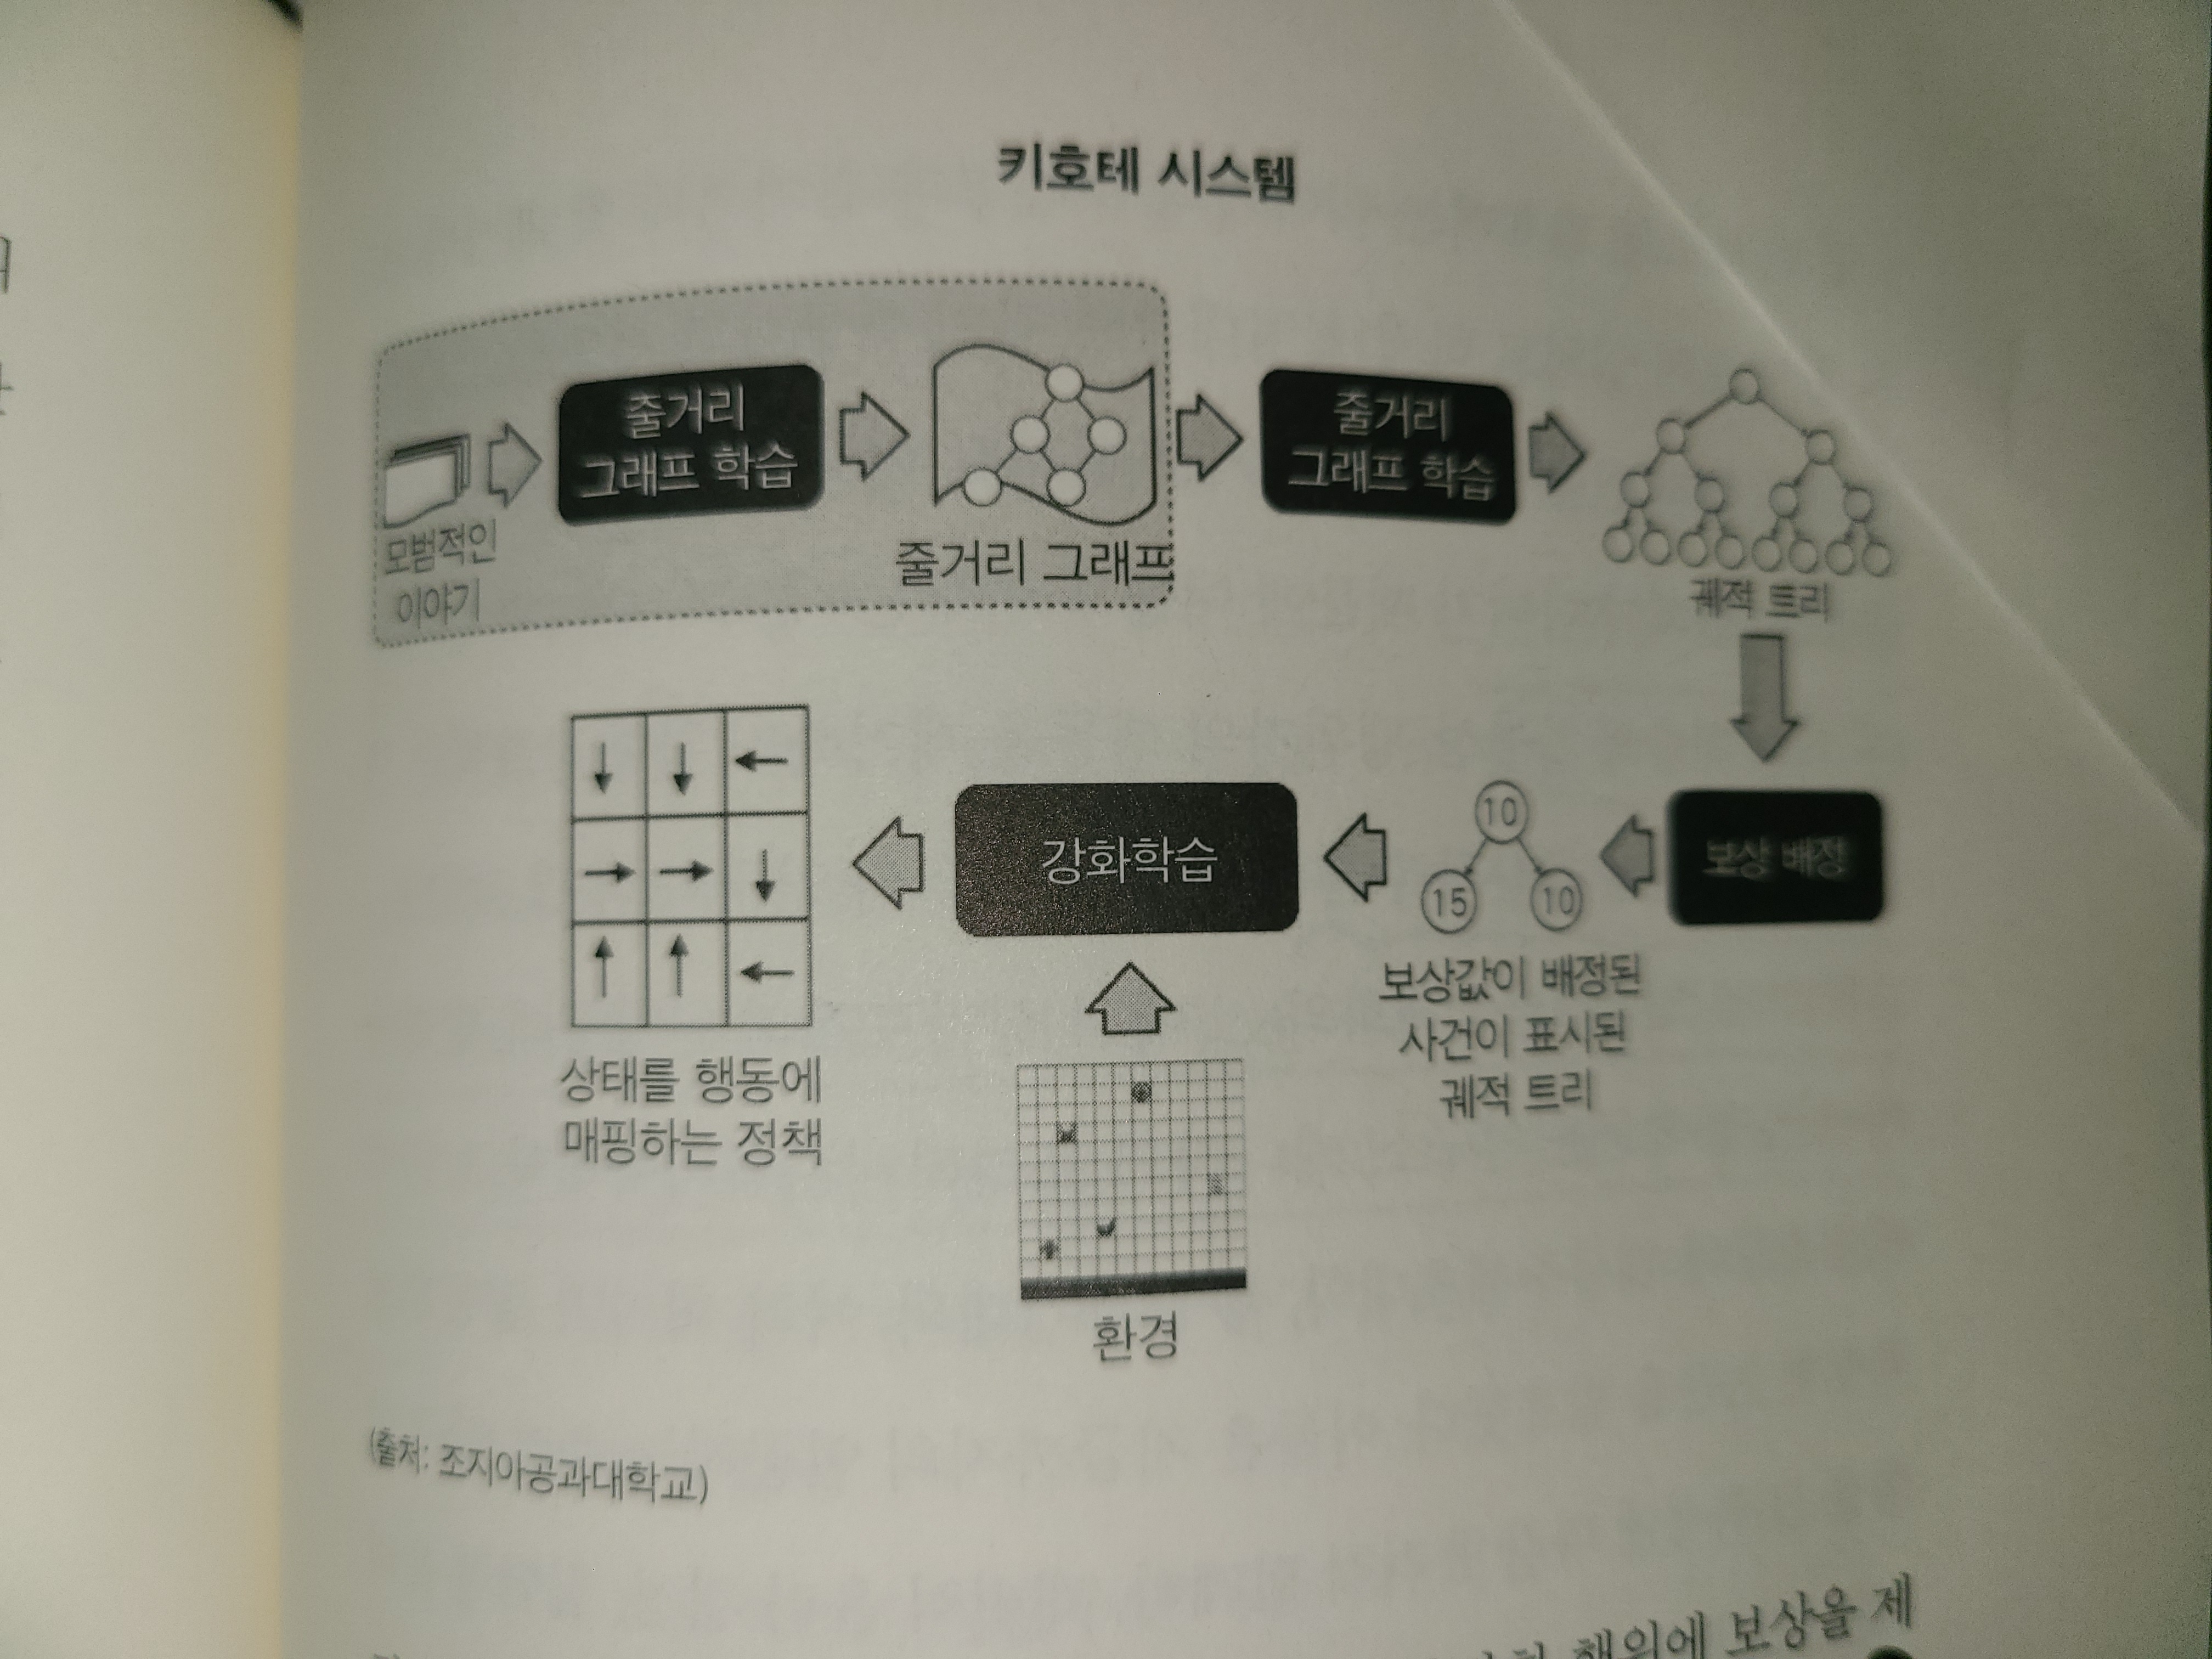 키호테 시스템
줄거리
그래프 학습
줄거리
그래프 학습
모범적인
이야기
줄거리 그래프
궤적 트리
강화학습
10
15
10
보상 배정
보상값이 배정된
사건이 표시된
궤적 트리
상태를 행동에
매핑하는 정책
환경
(출처: 조지아공과대학교)
행위에 보상을 제